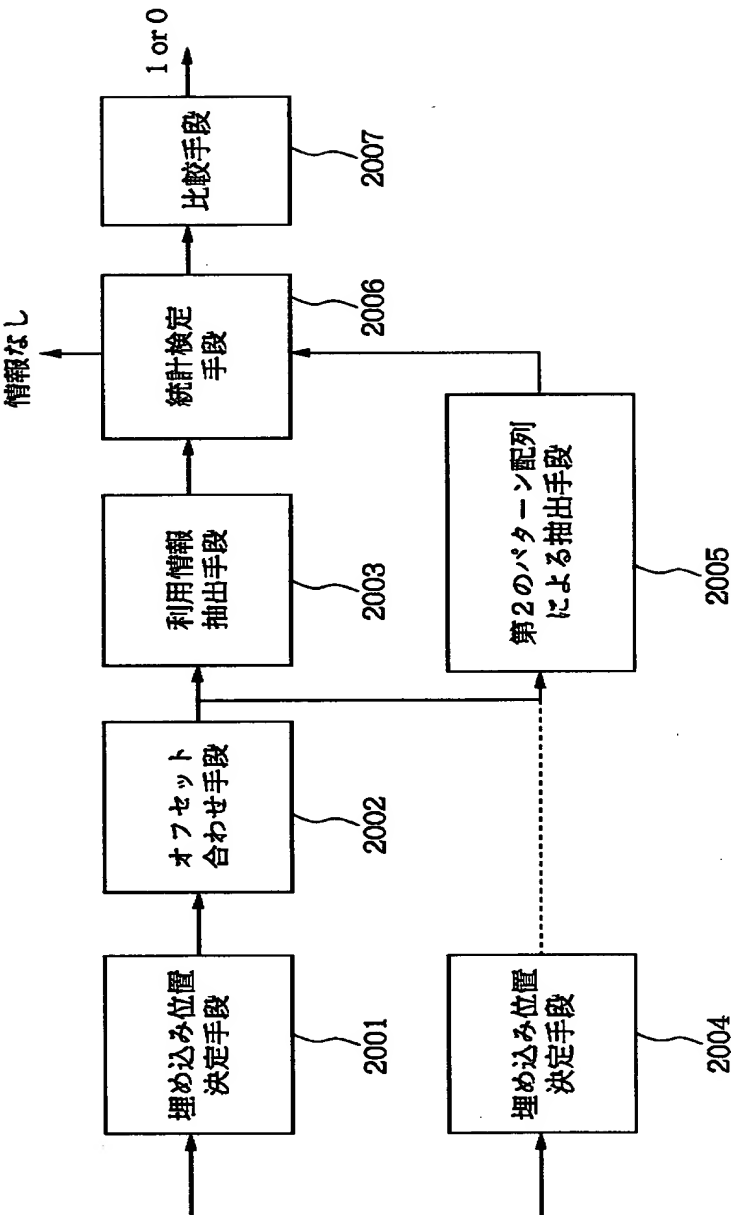 情報なし
埋め込み位置
決定手段
2001
オフセット
合わせ手段
2002
利用情報
抽出手段
2003
統計検定
手段
2006
比較手段
2007
1 or 0
埋め込み位置
決定手段
2004
第2のパターン配列
による抽出手段
2005